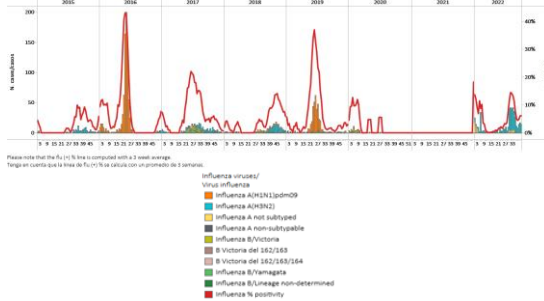 2015 2016 2017 2018 2019 2020 2021 2022
200
150
100
50
0
40%
30%
20%
10%
0%
N. cases/casos
Please note that the flu (+) % line is computed with a 3 week average.
Tenga en cuenta que la línea de flu (+) % se calcula con un promedio de 3 semanas.
Influenza viruses/
Virus influenza
Influenza A(H1N1)pdm09
Influenza A(H3N2)
Influenza A not subtyped
Influenza A non-subtypable
Influenza B/Victoria
B Victoria del 162/163
B Victoria del 162/163/164
Influenza B/Yamagata
Influenza B/Lineage non-determined
Influenza % positivity